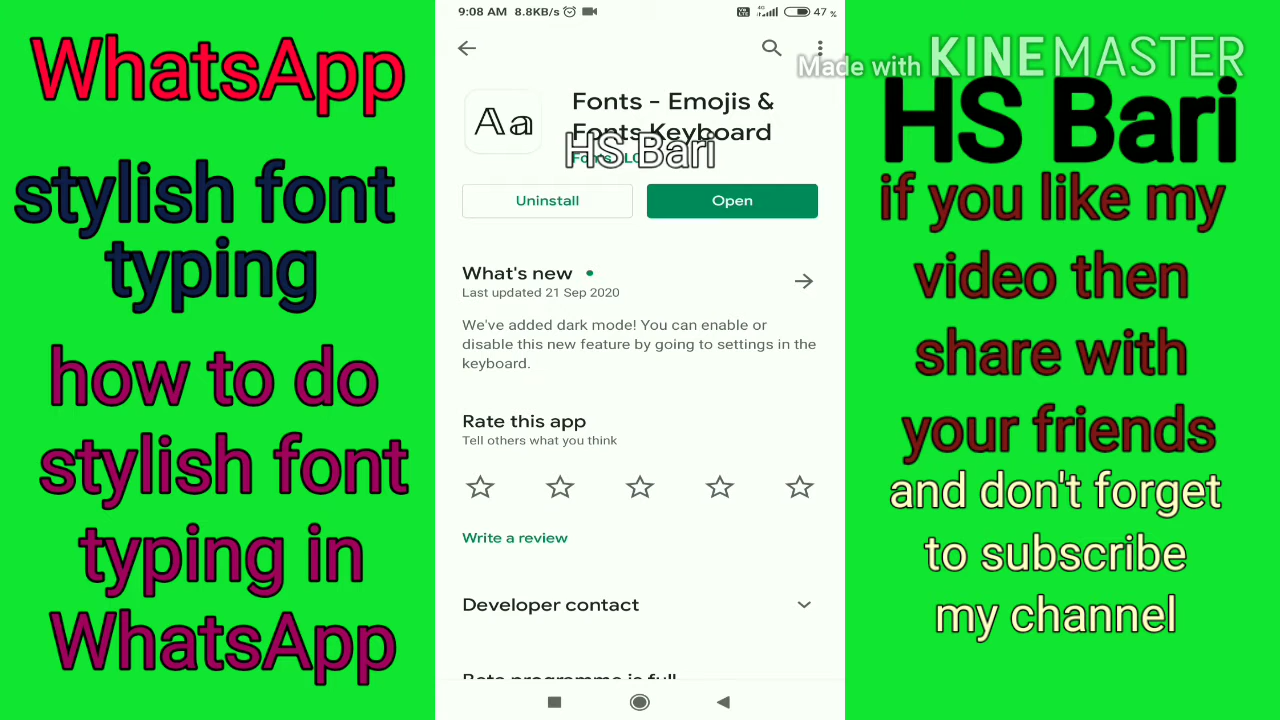 WhatsApp
stylish font
typing
how to do
stylish font
typing in
WhatsApp
9:08 AM 8.8KB/s
47 %
Fonts - Emojis &
Fonts Keyboard
HS Bari
Uninstall
Open
What's new
Last updated 21 Sep 2020
We've added dark mode! You can enable or
disable this new feature by going to settings in the
keyboard.
Rate this app
Tell others what you think
Write a review
Developer contact
Made with KINEMASTER
HS Bari
if you like my
video then
share with
your friends
and don't forget
to subscribe
my channel